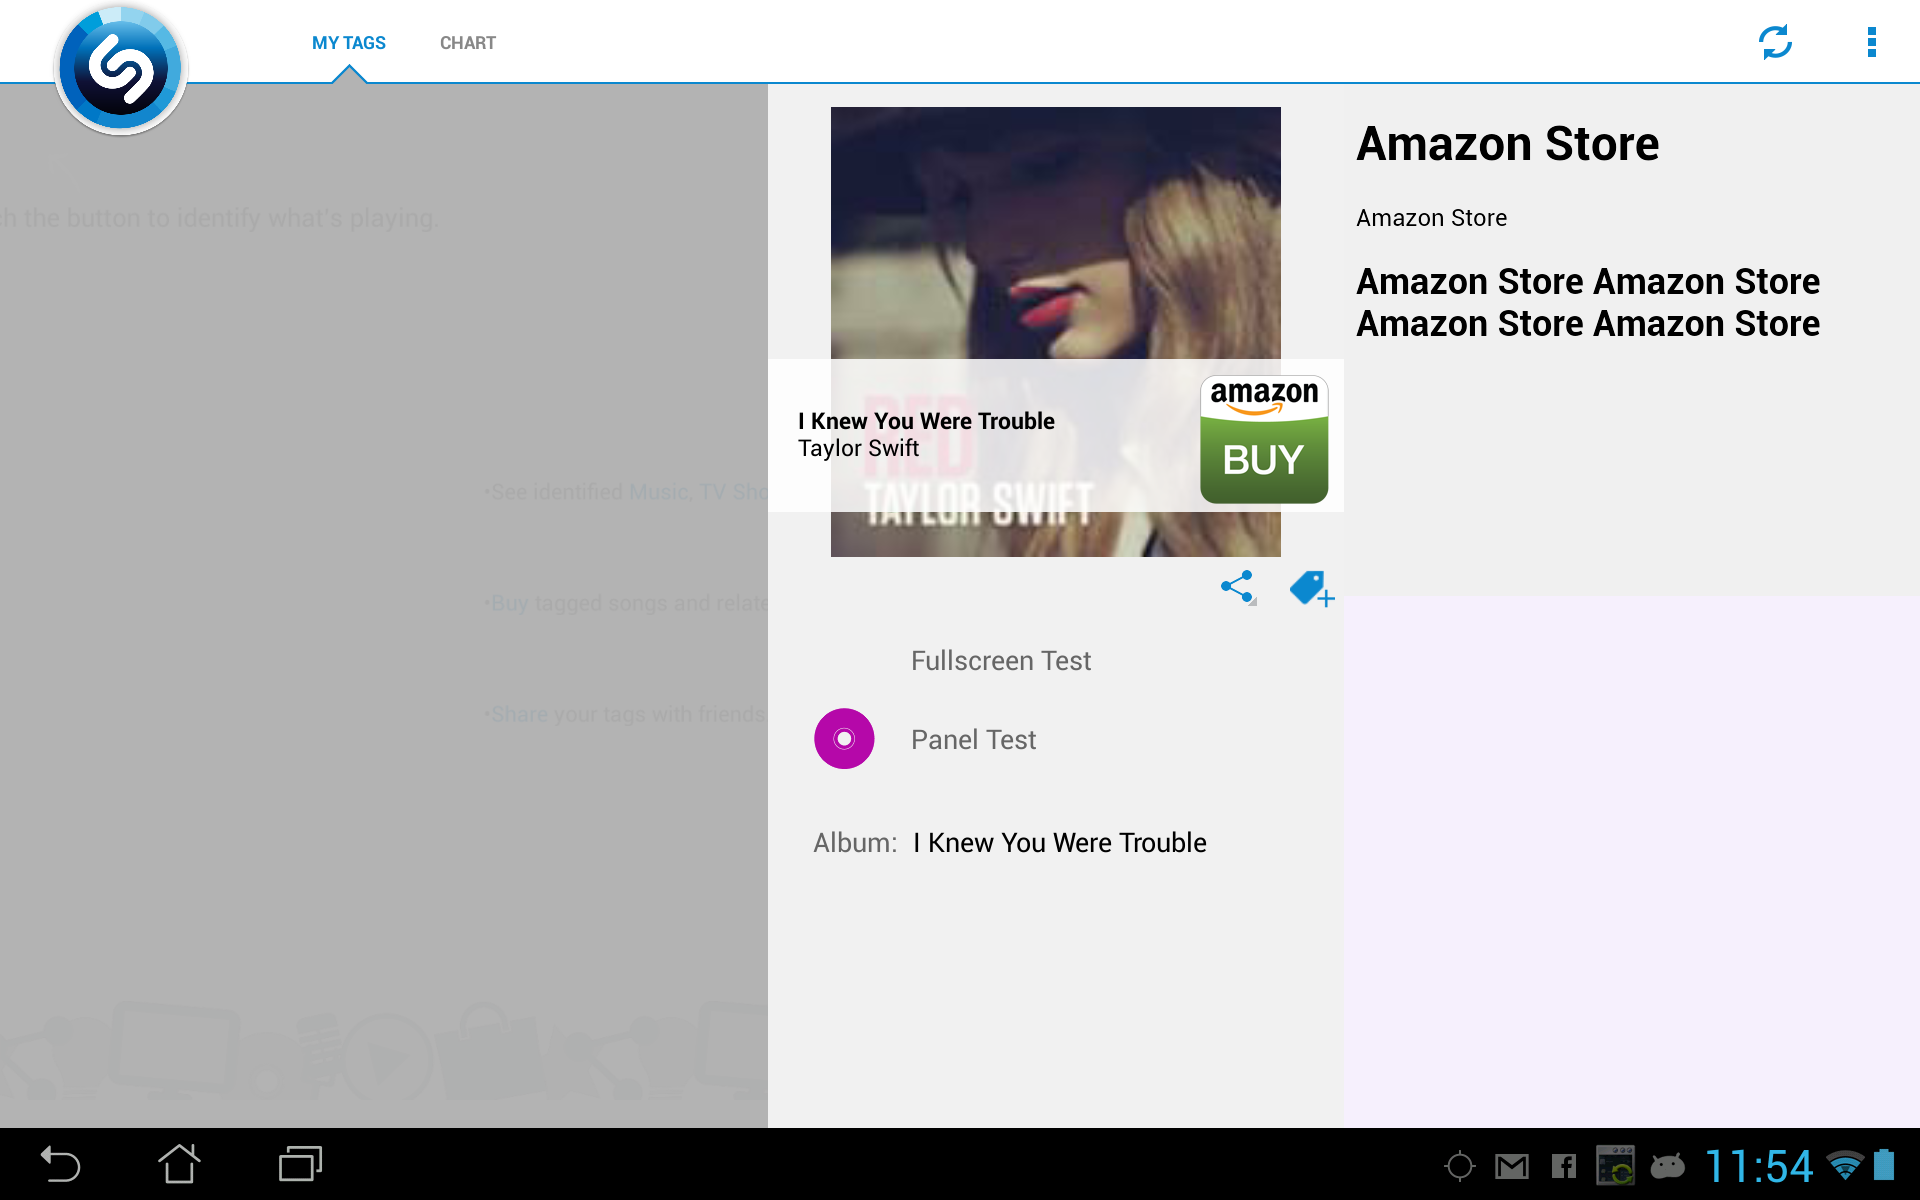 MY TAGS
CHART
ch the button to identify what's playing.
•See identified Music, TV Sho
•Buy tagged songs and relate
•Share your tags with friends
RED
TAYLOR SWIFT
I Knew You Were Trouble
Taylor Swift
amazon
BUY
Fullscreen Test
Panel Test
Album: I Knew You Were Trouble
Amazon Store
Amazon Store
Amazon Store Amazon Store
Amazon Store Amazon Store
11:54